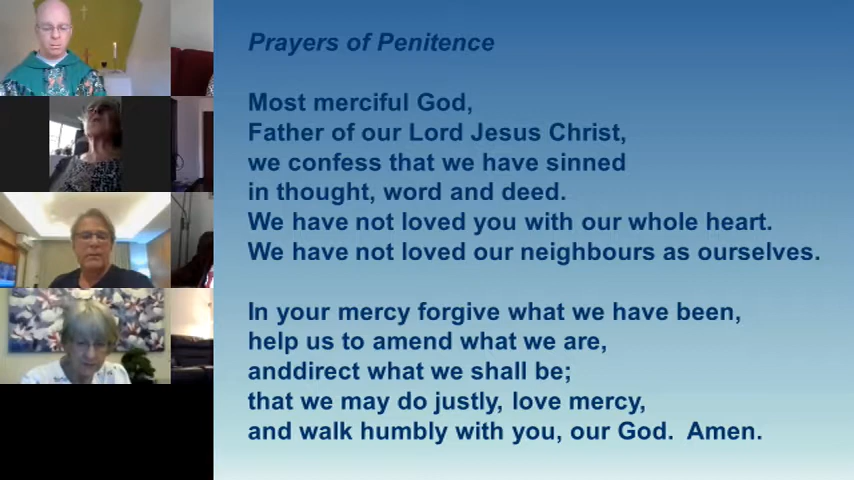 Prayers of Penitence
Most merciful God,
Father of our Lord Jesus Christ,
we confess that we have sinned
in thought, word and deed.
We have not loved you with our whole heart.
We have not loved our neighbours as ourselves.
In your mercy forgive what we have been,
help us to amend what we are,
anddirect what we shall be;
that we may do justly, love mercy,
and walk humbly with you, our God.  Amen.